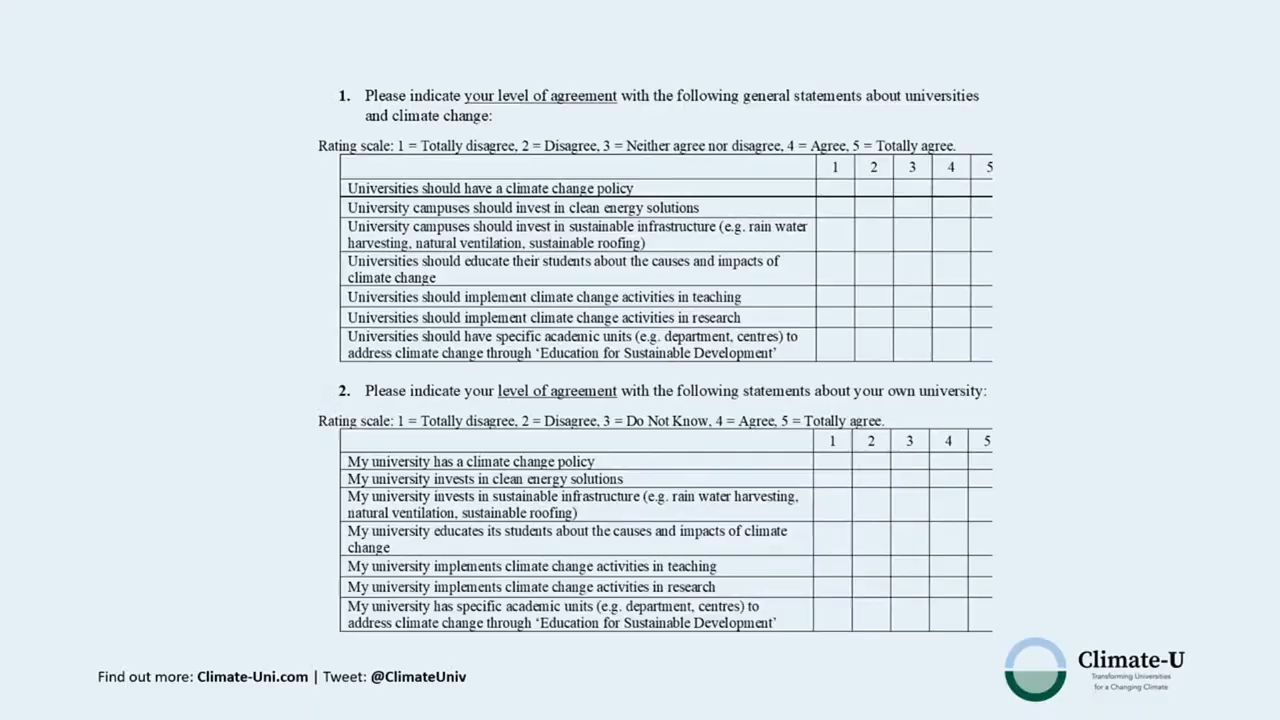 1. Please indicate your level of agreement with the following general statements about universities
and climate change:
Rating scale: 1 = Totally disagree, 2 = Disagree, 3 = Neither agree nor disagree, 4 = Agree, 5 = Totally agree.
1 2 3 4 5
Universities should have a climate change policy
University campuses should invest in clean energy solutions
University campuses should invest in sustainable infrastructure (e.g. rain water
harvesting, natural ventilation, sustainable roofing)
Universities should educate their students about the causes and impacts of
climate change
Universities should implement climate change activities in teaching
Universities should implement climate change activities in research
Universities should have specific academic units (e.g. department, centres) to
address climate change through ‘Education for Sustainable Development’
2. Please indicate your level of agreement with the following statements about your own university:
Rating scale: 1 = Totally disagree, 2 = Disagree, 3 = Do Not Know, 4 = Agree, 5 = Totally agree.
1 2 3 4 5
My university has a climate change policy
My university invests in clean energy solutions
My university invests in sustainable infrastructure (e.g. rain water harvesting,
natural ventilation, sustainable roofing)
My university educates its students about the causes and impacts of climate
change
My university implements climate change activities in teaching
My university implements climate change activities in research
My university has specific academic units (e.g. department, centres) to
address climate change through ‘Education for Sustainable Development’
Find out more: Climate-Uni.com | Tweet: @ClimateUniv
Climate-U
Transforming Universities
for a Changing Climate